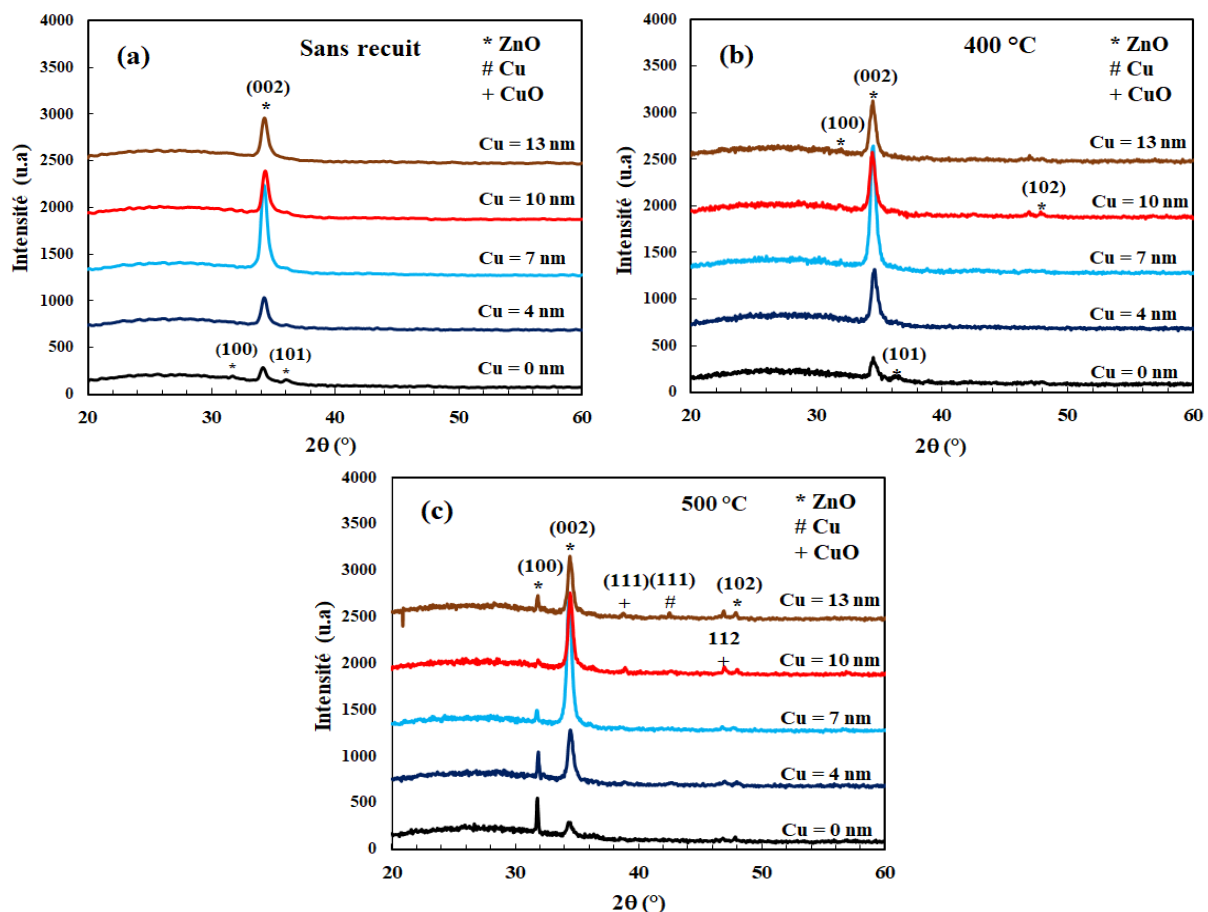 (a)
Sans recuit
* ZnO
# Cu
+ CuO
(002)
*
Cu = 13 nm
Cu = 10 nm
Cu = 7 nm
Cu = 4 nm
(100)
*
(101)
*
Cu = 0 nm
Intensité (u.a)
4000
3500
3000
2500
2000
1500
1000
500
0
20
30
40
50
60
2θ (°)
(b)
400 °C
* ZnO
# Cu
+ CuO
(002)
*
(100)
*
Cu = 13 nm
(102)
*
Cu = 10 nm
Cu = 7 nm
Cu = 4 nm
(101)
*
Cu = 0 nm
Intensité (u.a)
4000
3500
3000
2500
2000
1500
1000
500
0
20
30
40
50
60
2θ (°)
(c)
500 °C
* ZnO
# Cu
+ CuO
(002)
*
(100)
*
(111)
+
(111)
#
(102)
*
Cu = 13 nm
112
+
Cu = 10 nm
Cu = 7 nm
Cu = 4 nm
Cu = 0 nm
Intensité (u.a)
4000
3500
3000
2500
2000
1500
1000
500
0
20
30
40
50
60
2θ (°)